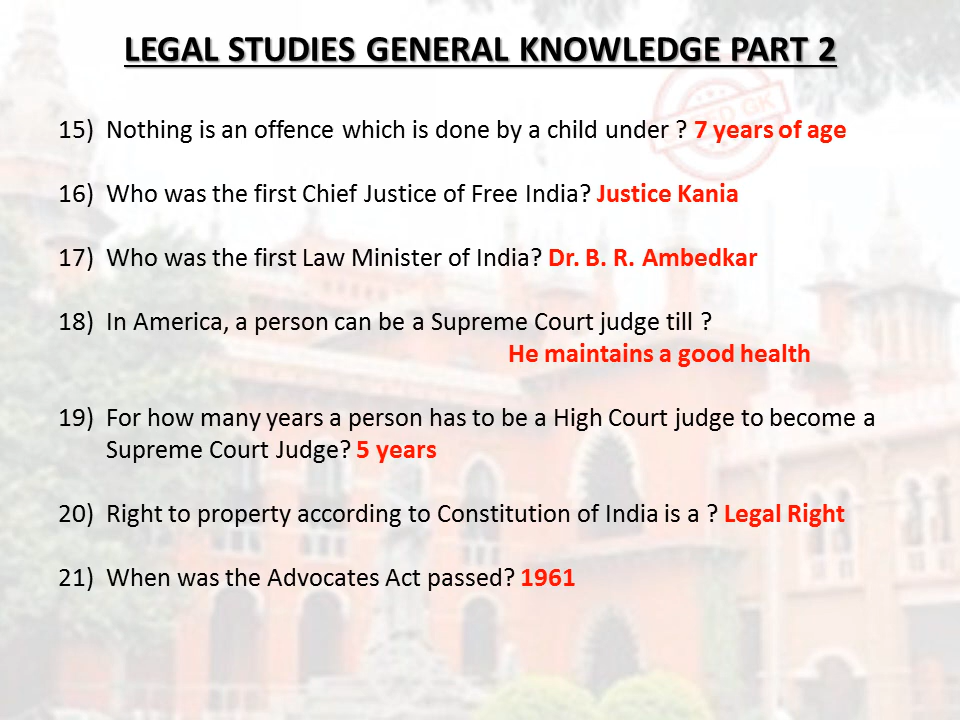 LEGAL STUDIES GENERAL KNOWLEDGE PART 2
15) Nothing is an offence which is done by a child under ? 7 years of age
16) Who was the first Chief Justice of Free India? Justice Kania
17) Who was the first Law Minister of India? Dr. B. R. Ambedkar
18) In America, a person can be a Supreme Court judge till ?
He maintains a good health
19) For how many years a person has to be a High Court judge to become a
Supreme Court Judge? 5 years
20) Right to property according to Constitution of India is a ? Legal Right
21) When was the Advocates Act passed? 1961